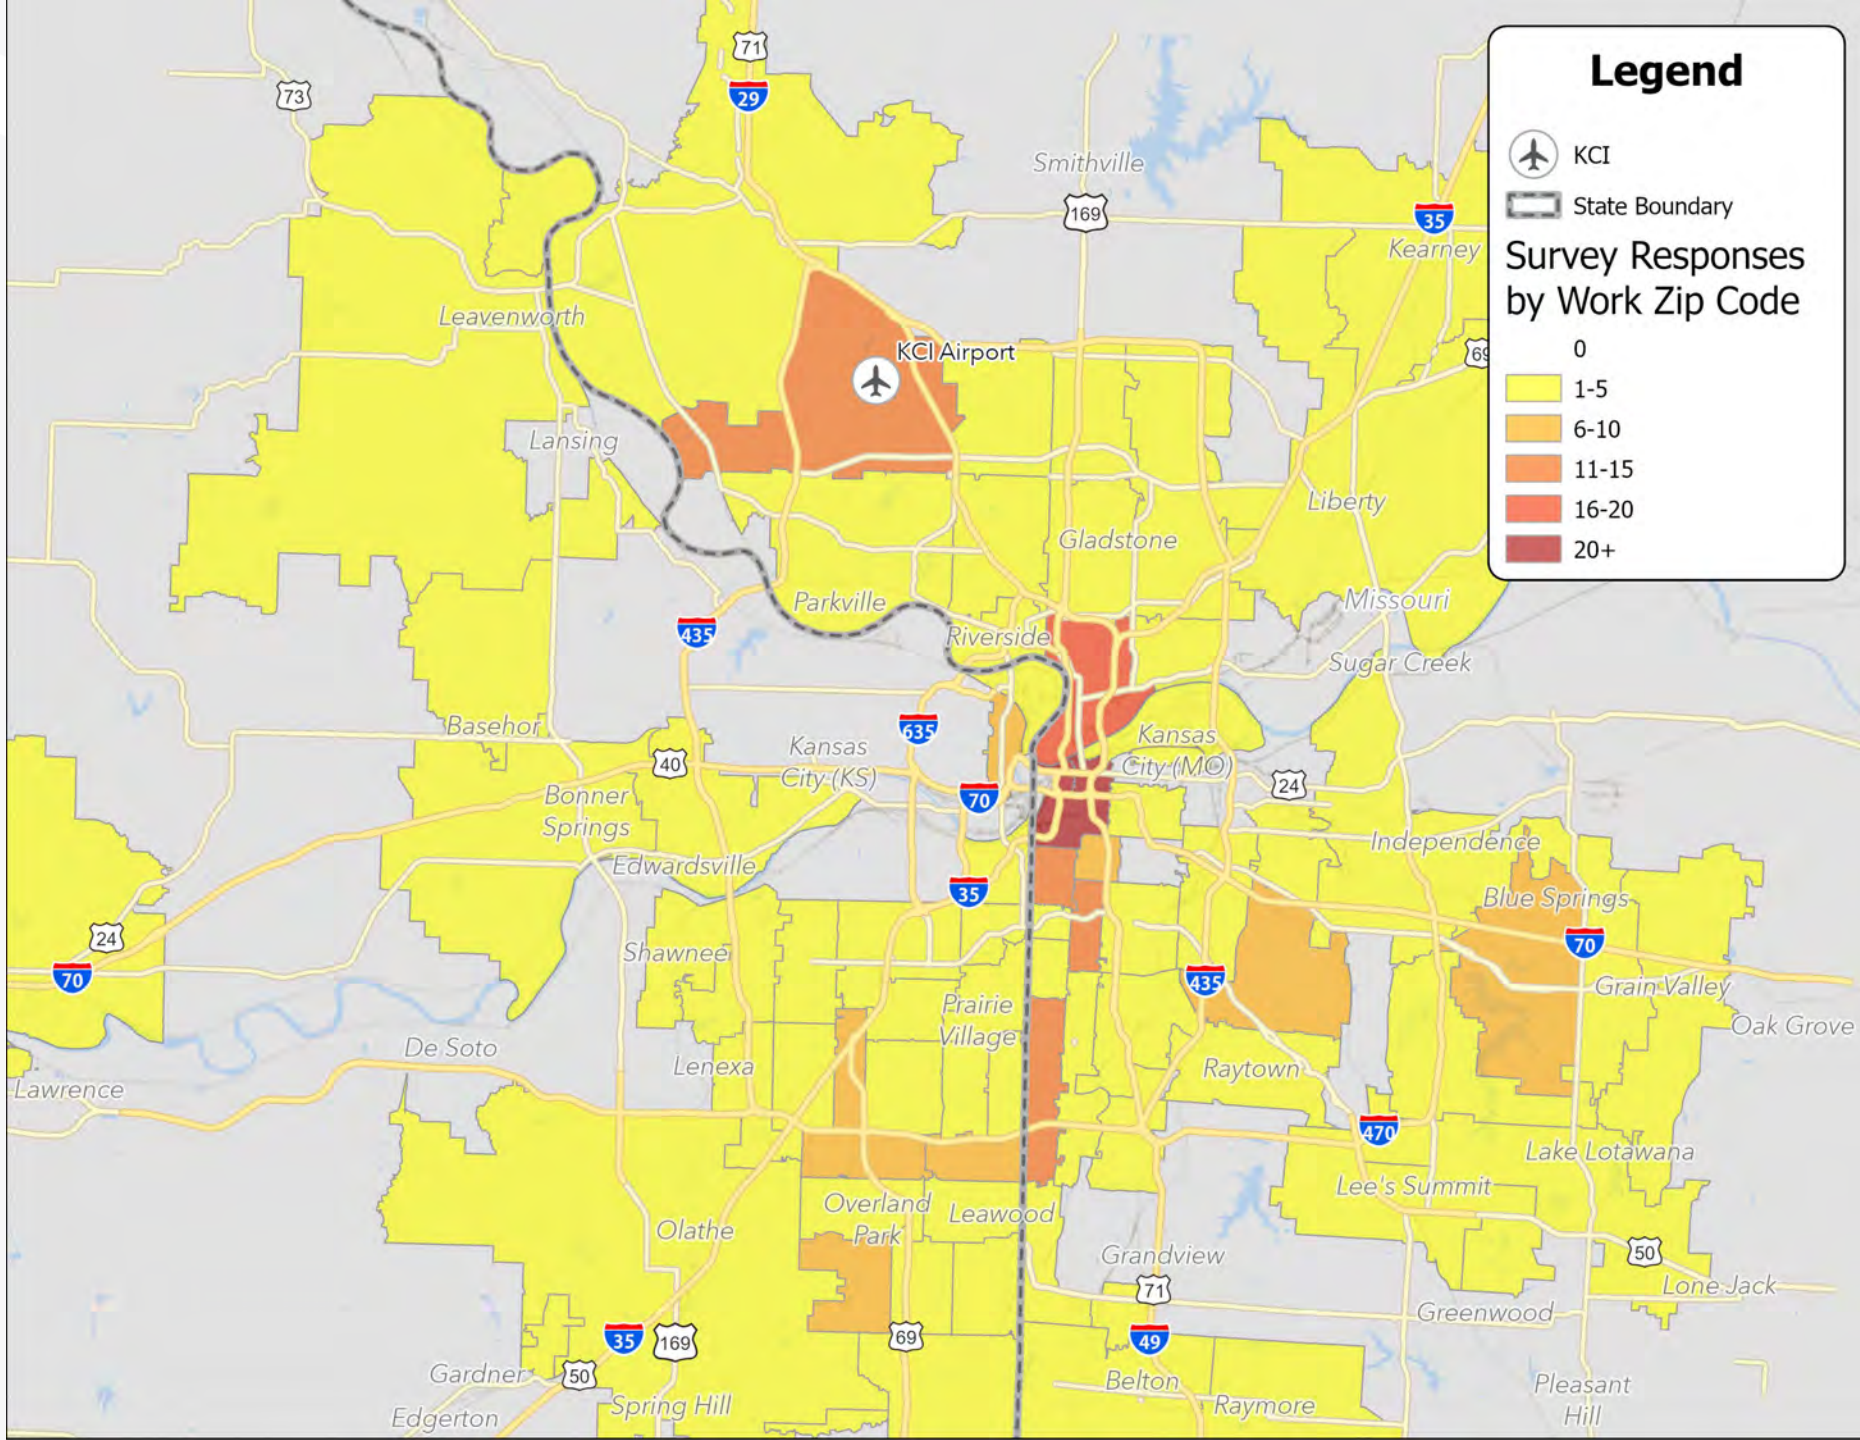 71
Legend
29
73
KCI
Smithville
State Boundary
169
35
Kearney
Survey Responses
by Work Zip Code
Leavenworth
0
KCI Airport
69
1-5
6-10
Lansing
11-15
Liberty
16-20
Gladstone
20+
Parkville
Missouri
435
Riverside
Sugar Creek
Basehor
635
Kansas
City (KS)
Kansas
City (MO)
40
24
70
Bonner
Springs
Independence
Edwardsville
35
Blue Springs
24
70
Shawnee
70
435
Grain Valley
Prairie
Village
Oak Grove
De Soto
Lenexa
Raytown
Lawrence
470
Lake Lotawana
Lee's Summit
Overland
Park
Leawood
Olathe
Grandview
50
71
Lone Jack
Greenwood
35
169
69
49
Gardner
50
Belton
Pleasant
Hill
Edgerton
Spring Hill
Raymore